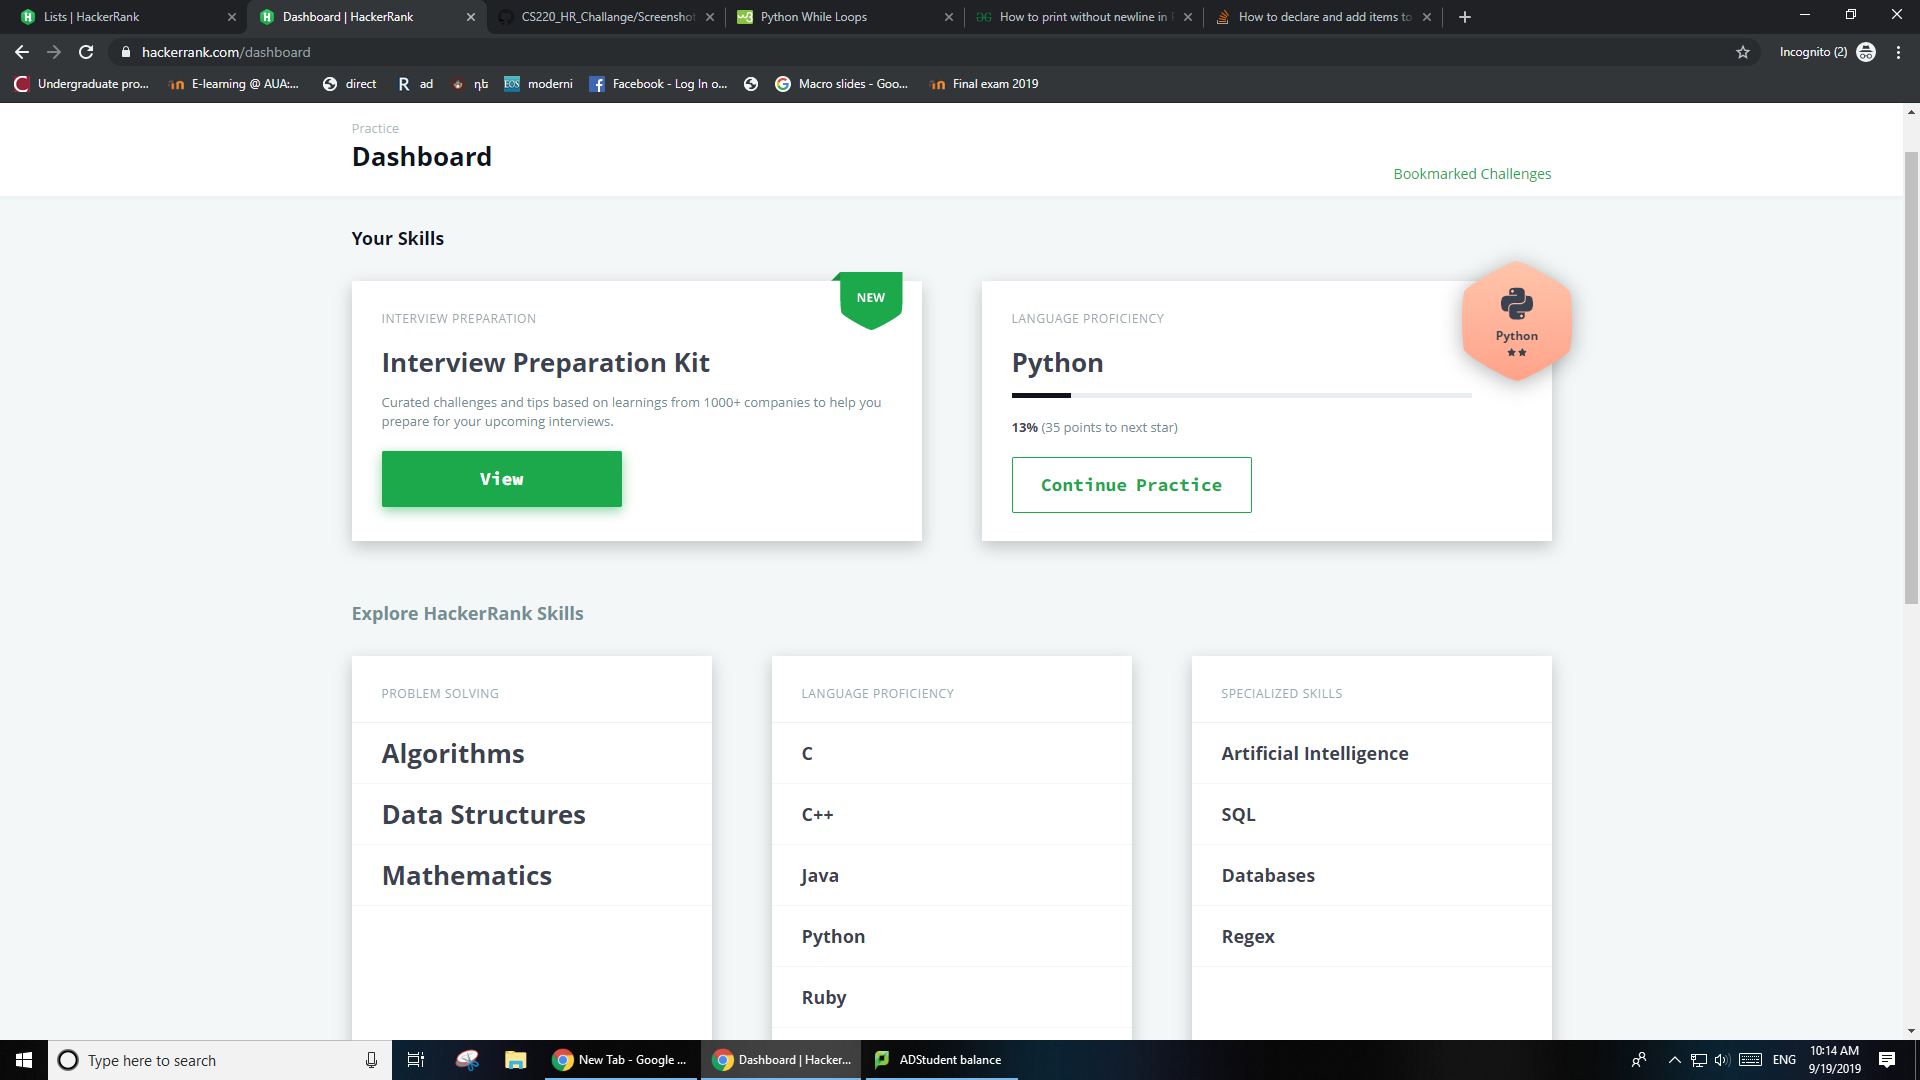 Lists | HackerRank
Dashboard | HackerRank
CS220_HR_Challange/Screenshot
Python While Loops
How to print without newline in
How to declare and add items to
hackerrank.com/dashboard
Incognito (2)
Undergraduate pro...
E-learning @ AUA:...
direct
R ad
դե
EOS moderni
Facebook - Log In o...
Macro slides - Goo...
Final exam 2019
Practice
Dashboard
Bookmarked Challenges
Your Skills
NEW
INTERVIEW PREPARATION
Interview Preparation Kit
Curated challenges and tips based on learnings from 1000+ companies to help you
prepare for your upcoming interviews.
View
LANGUAGE PROFICIENCY
Python
Python
13% (35 points to next star)
Continue Practice
Explore HackerRank Skills
PROBLEM SOLVING
Algorithms
Data Structures
Mathematics
LANGUAGE PROFICIENCY
C
C++
Java
Python
Ruby
SPECIALIZED SKILLS
Artificial Intelligence
SQL
Databases
Regex
Type here to search
New Tab - Google ...
Dashboard | Hacker...
ADStudent balance
ENG
10:14 AM
9/19/2019